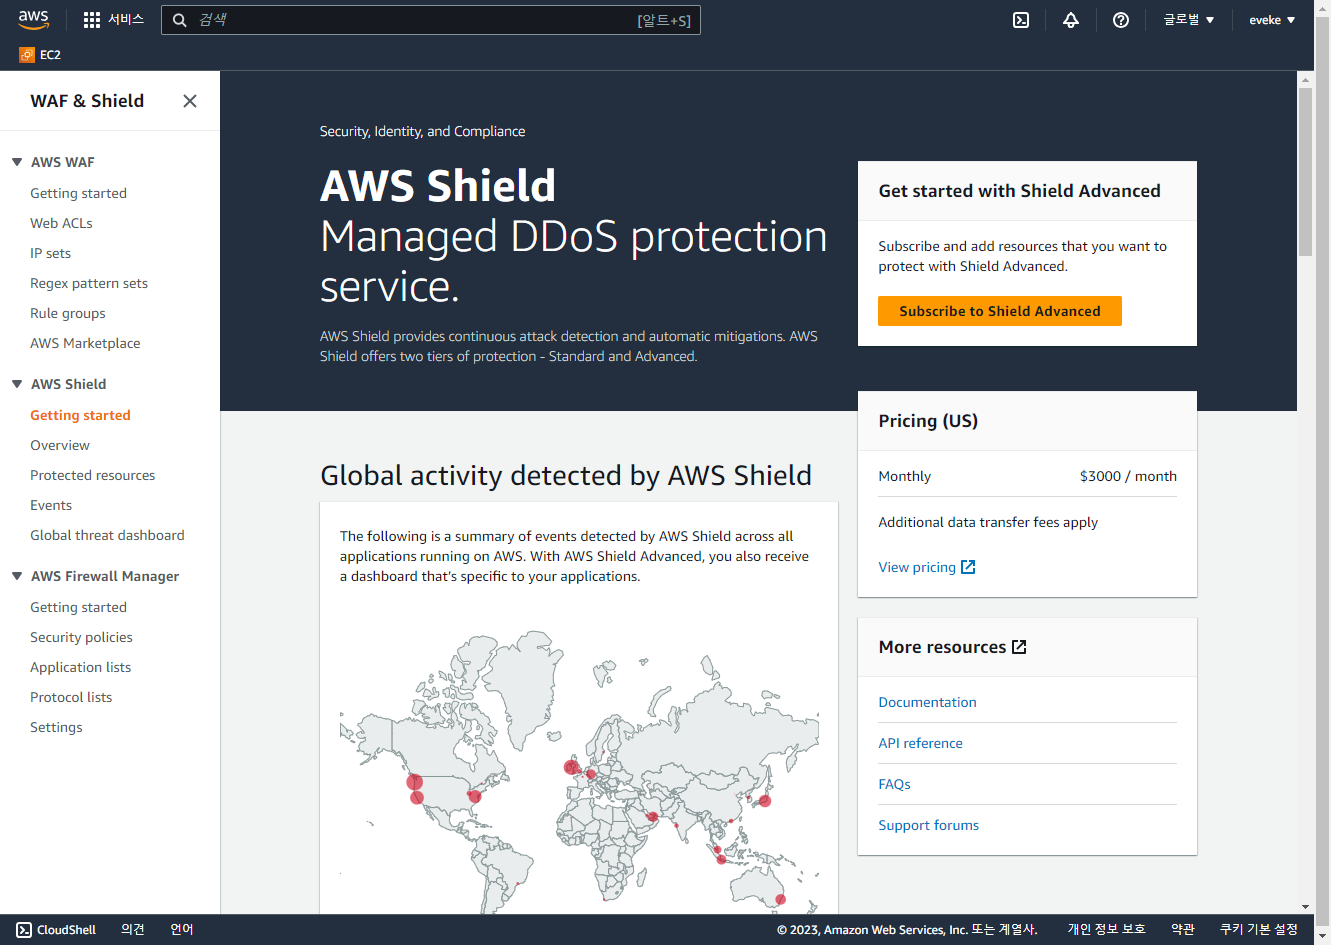 aws
서비스
검색
[알트+S]
글로벌 ▼
eveke ▼
EC2
WAF & Shield
AWS WAF
Getting started
Web ACLs
IP sets
Regex pattern sets
Rule groups
AWS Marketplace
AWS Shield
Getting started
Overview
Protected resources
Events
Global threat dashboard
AWS Firewall Manager
Getting started
Security policies
Application lists
Protocol lists
Settings
Security, Identity, and Compliance
AWS Shield
Managed DDoS protection
service.
AWS Shield provides continuous attack detection and automatic mitigations. AWS
Shield offers two tiers of protection - Standard and Advanced.
Get started with Shield Advanced
Subscribe and add resources that you want to
protect with Shield Advanced.
Subscribe to Shield Advanced
Pricing (US)
Monthly
$3000 / month
Additional data transfer fees apply
View pricing
Global activity detected by AWS Shield
The following is a summary of events detected by AWS Shield across all
applications running on AWS. With AWS Shield Advanced, you also receive
a dashboard that's specific to your applications.
More resources
Documentation
API reference
FAQs
Support forums
CloudShell
의견
언어
© 2023, Amazon Web Services, Inc. 또는 계열사.
개인 정보 보호
약관
쿠키 기본 설정